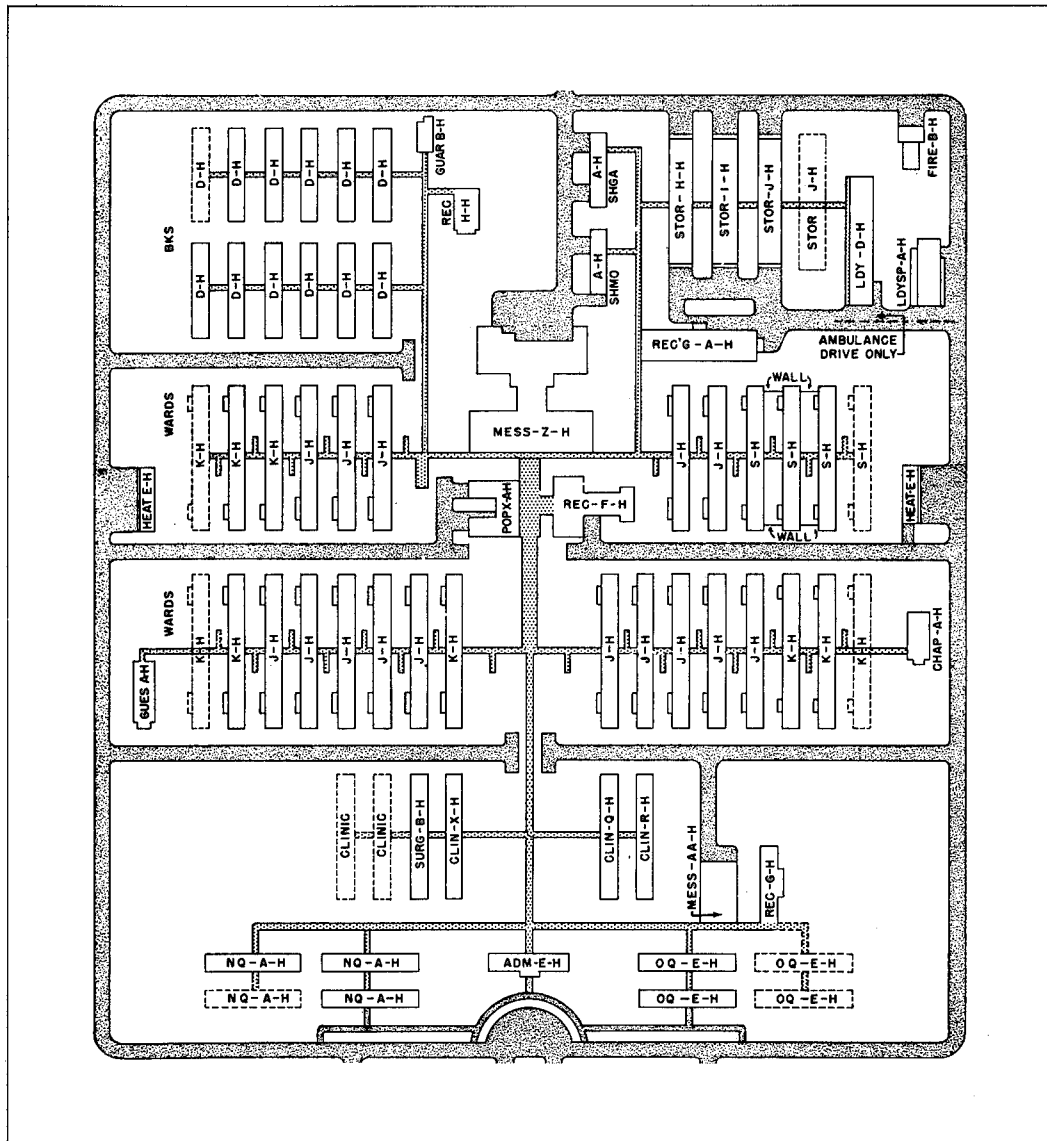 BKS
D-H
D-H
D-H
D-H
D-H
D-H
D-H
D-H
D-H
D-H
D-H
D-H
GUAR B-H
REC
H-H
A-H
SHGA
A-H
SHMO
STOR-H-H
STOR-I-H
STOR-J-H
STOR J-H
LDY-D-H
FIRE-B-H
LDYSP-A-H
REC'G-A-H
AMBULANCE
DRIVE ONLY
MESS-Z-H
WARDS
K-H
K-H
K-H
J-H
J-H
J-H
HEAT E-H
POPX-A-H
REC-F-H
WALL
J-H
J-H
S-H
S-H
S-H
S-H
WALL
HEAT-E-H
WARDS
K-H
K-H
J-H
J-H
J-H
J-H
J-H
K-H
GUES A-H
J-H
J-H
J-H
J-H
J-H
K-H
K-H
K-H
CHAP-A-H
CLINIC
CLINIC
SURG-B-H
CLIN-X-H
CLIN-Q-H
CLIN-R-H
MESS-AA-H
REC-G-H
NQ-A-H
NQ-A-H
ADM-E-H
OQ-E-H
OQ-E-H
NQ-A-H
NQ-A-H
OQ-E-H
OQ-E-H